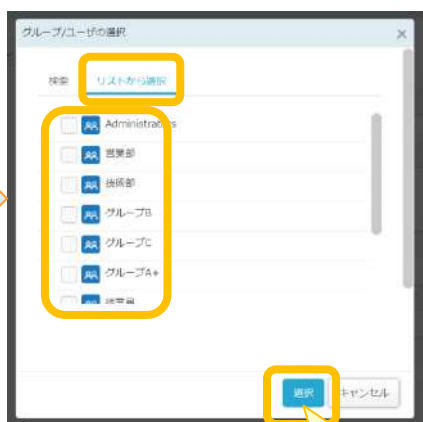 グループ/ユーザの選択
検索 リストから選択
Administrators
営業部
技術部
グループB
グループC
グループA+
選択 キャンセル